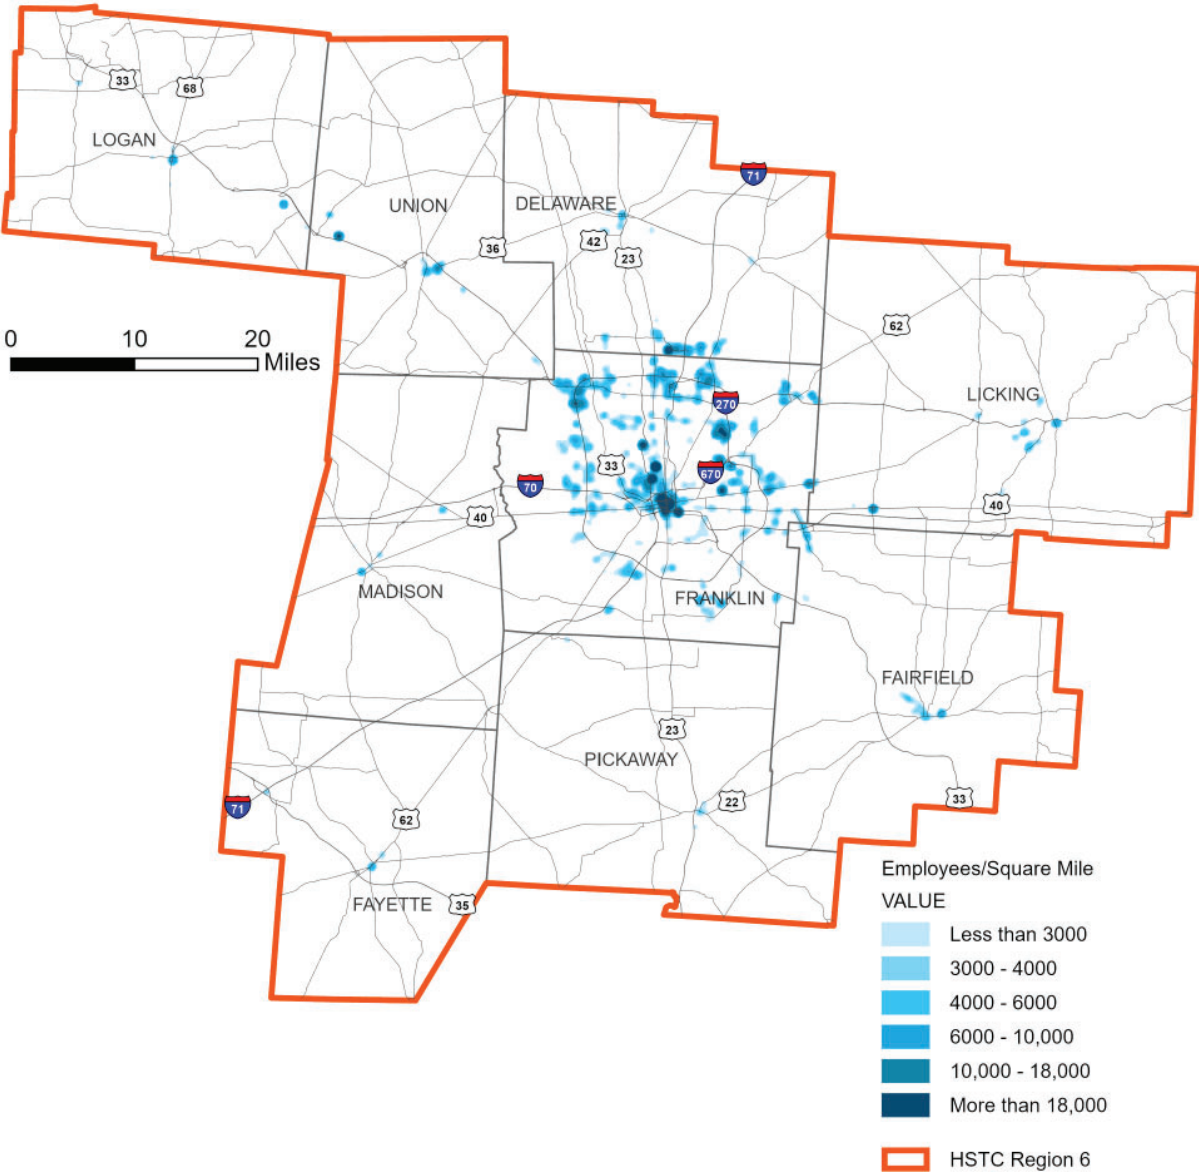 33
68
LOGAN
71
UNION
DELAWARE
36
42
23
62
0 10 20
Miles
LICKING
270
33
670
70
40
40
MADISON
FRANKLIN
FAIRFIELD
23
PICKAWAY
22
33
71
62
FAYETTE
35
Employees/Square Mile
VALUE
Less than 3000
3000 - 4000
4000 - 6000
6000 - 10,000
10,000 - 18,000
More than 18,000
HSTC Region 6